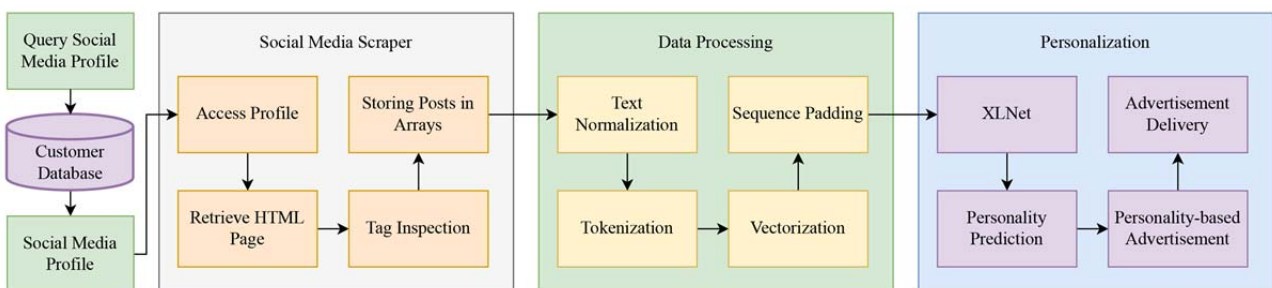 Query Social
Media Profile
Customer
Database
Social Media
Profile
Social Media Scraper
Access Profile
Retrieve HTML
Page
Tag Inspection
Storing Posts in
Arrays
Data Processing
Text
Normalization
Tokenization
Vectorization
Sequence Padding
Personalization
XLNet
Personality
Prediction
Personality-based
Advertisement
Advertisement
Delivery